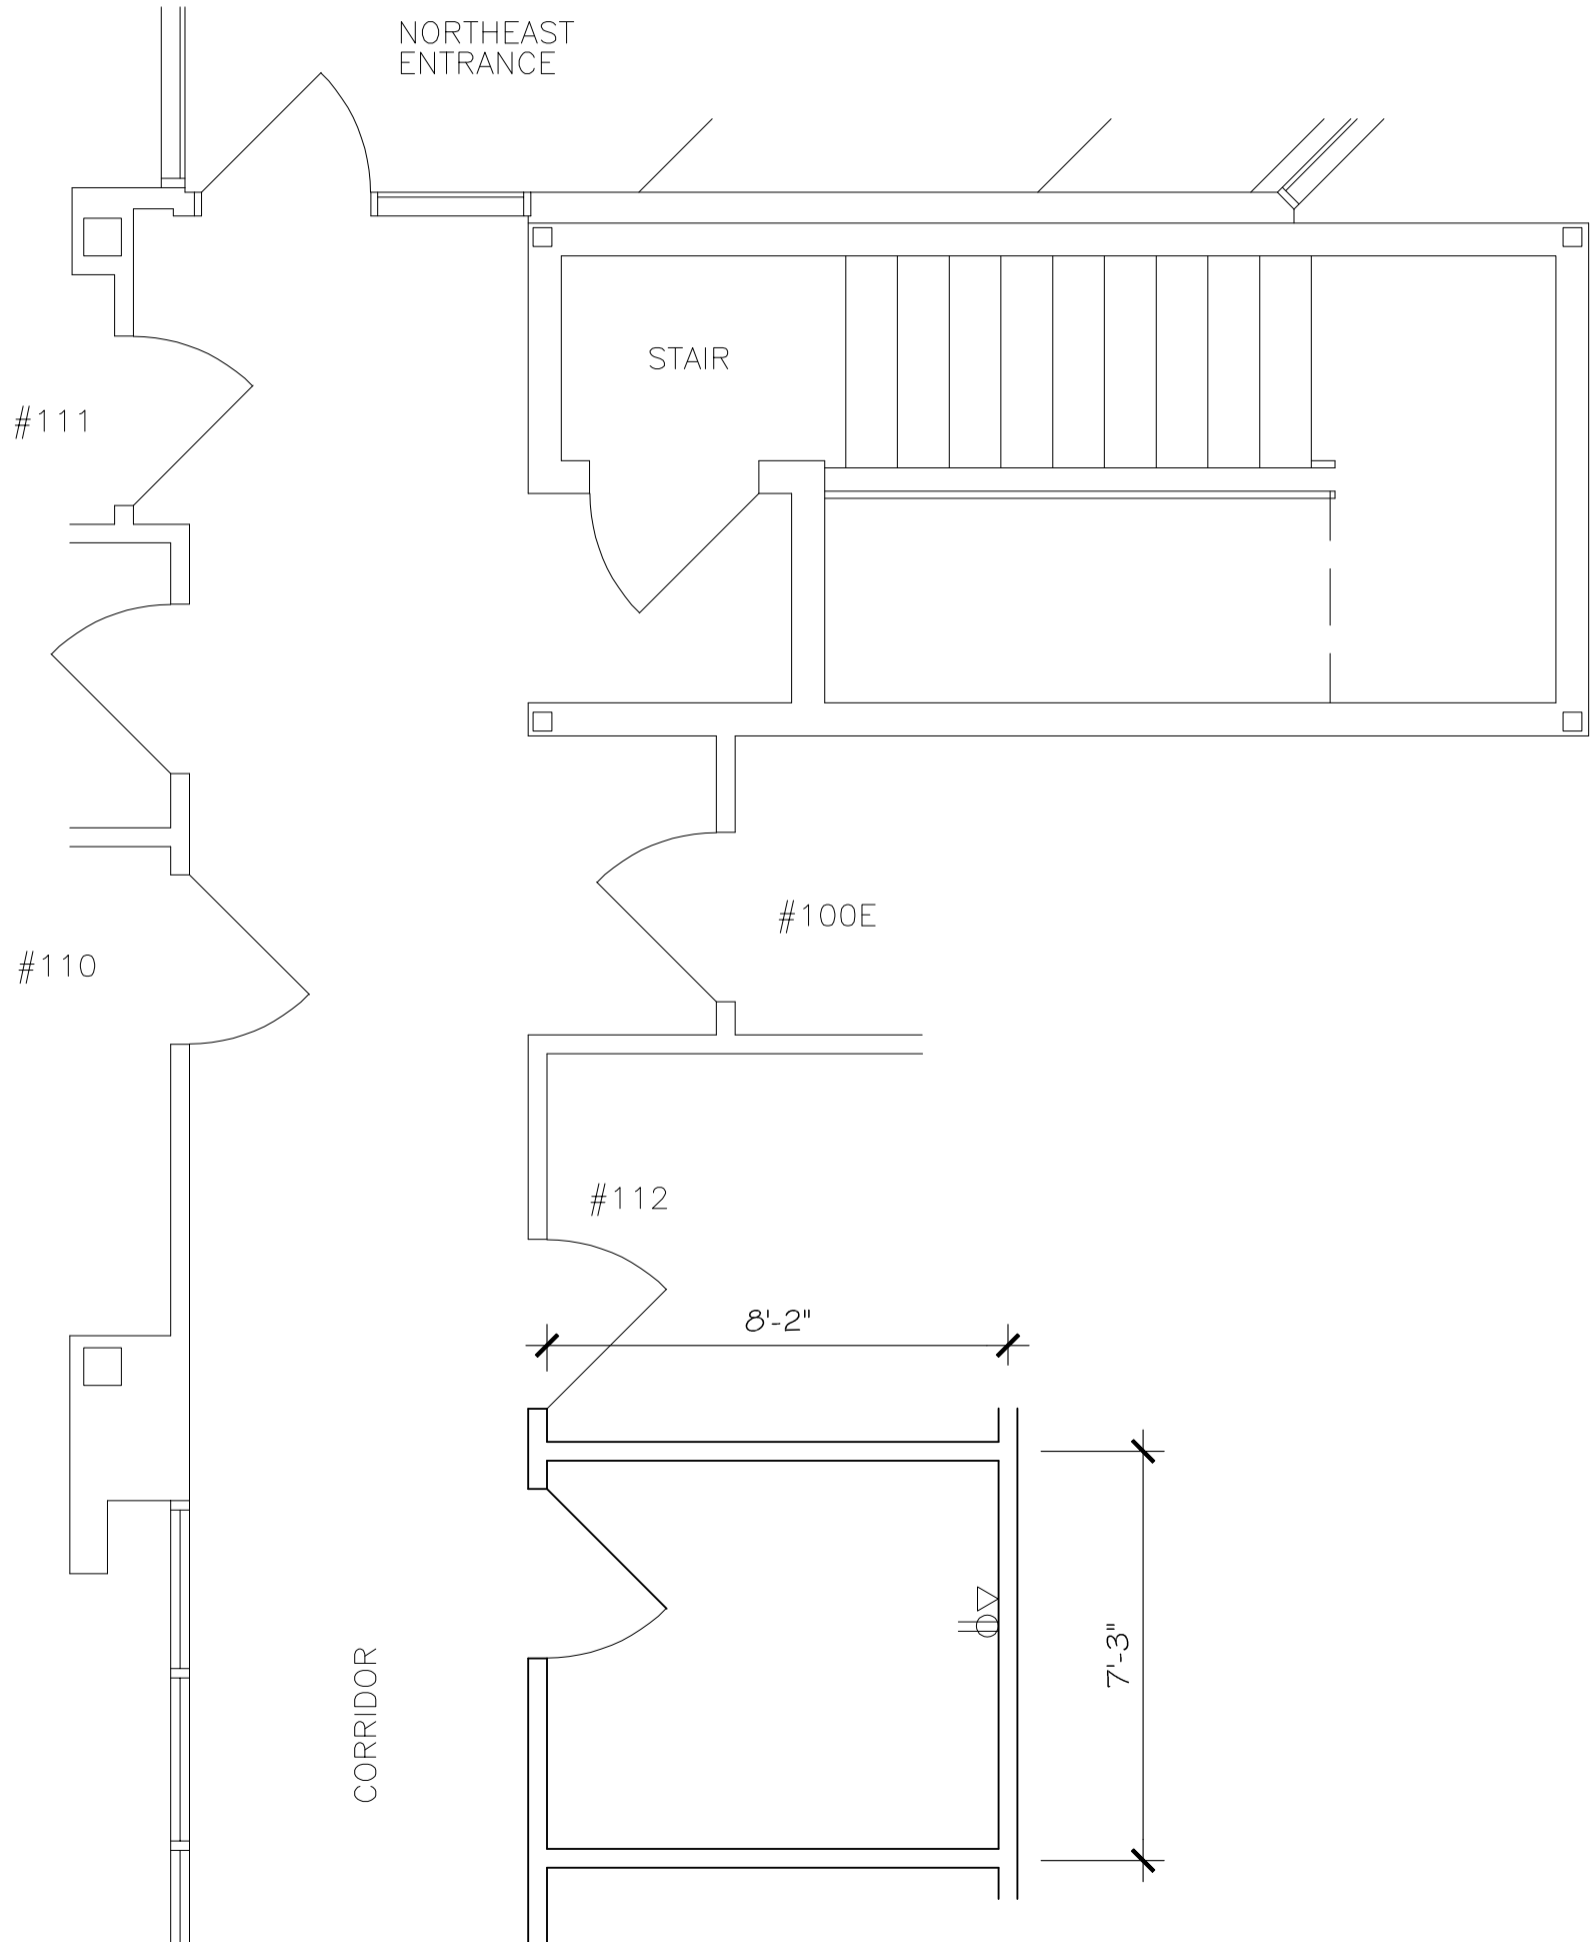 NORTHEAST
ENTRANCE
STAIR
#111
#100E
#110
#112
8'-2"
7'-3"
CORRIDOR